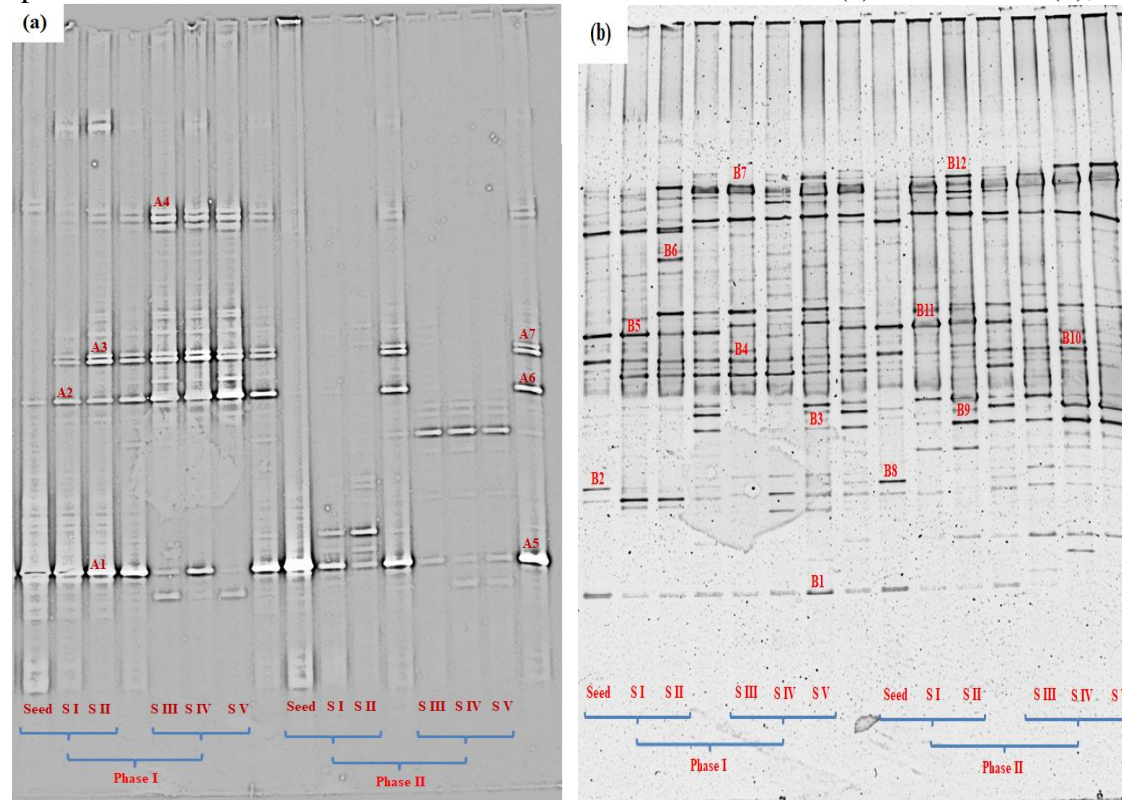 (a)
(b)
A4
A3
A2
A7
A6
A1
A5
Seed S I S II S III S IV S V Seed S I S II S III S IV S V
Phase I Phase II
B12
B7
B6
B11
B5
B10
B4
B9
B3
B2
B8
B1
Seed S I S II S III S IV S V Seed S I S II S III S IV
Phase I Phase II